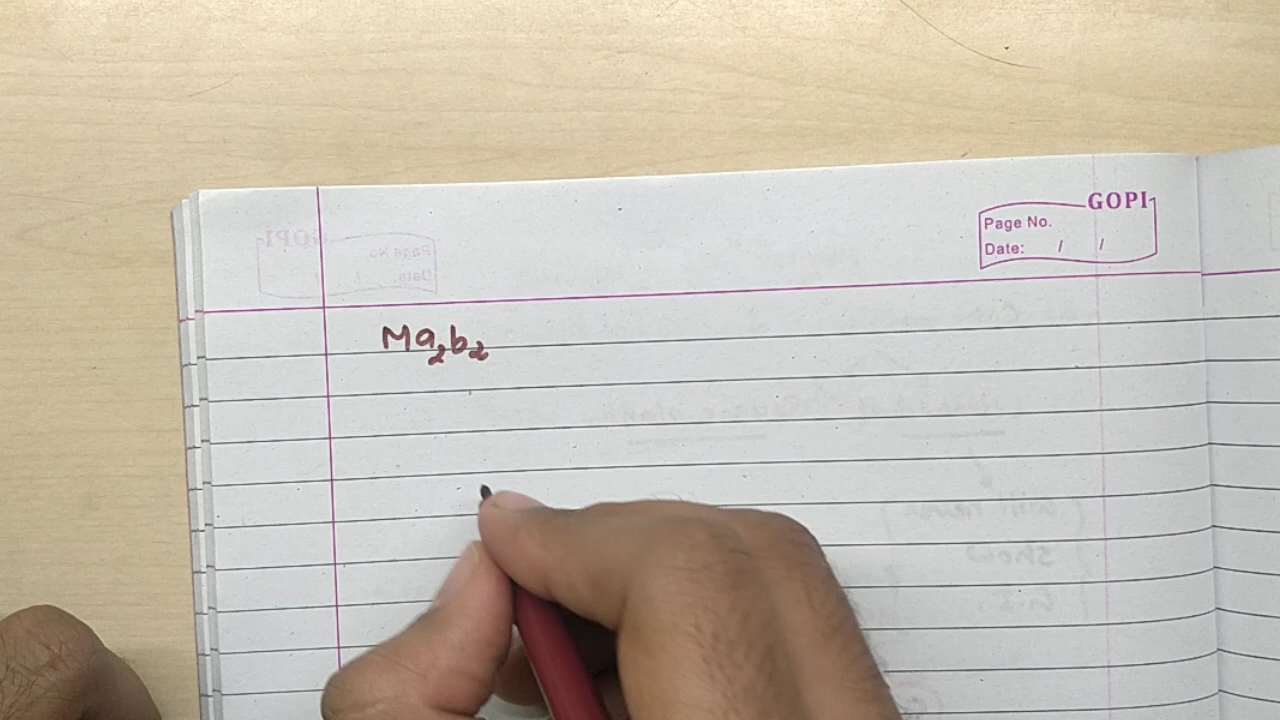 GOPI
Page No.
Date: / /
Ma₂b₂